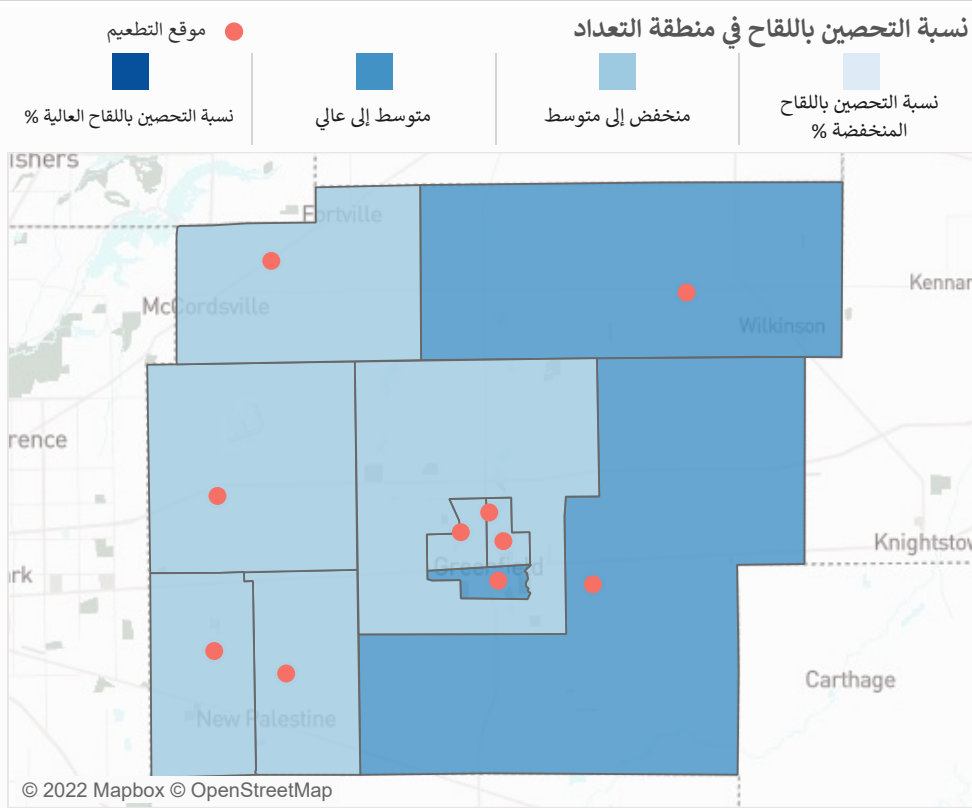 نسبة التحصين باللقاح في منطقة التعداد
موقع التطعيم
نسبة التحصين باللقاح المنخفضة %
منخفض إلى متوسط
متوسط إلى عالي
نسبة التحصين باللقاح العالية %
ishers
Fortville
McCordsville
Kennar
Wilkinson
rence
Knightstow
Greenfield
rk
Carthage
New Palestine
© 2022 Mapbox © OpenStreetMap